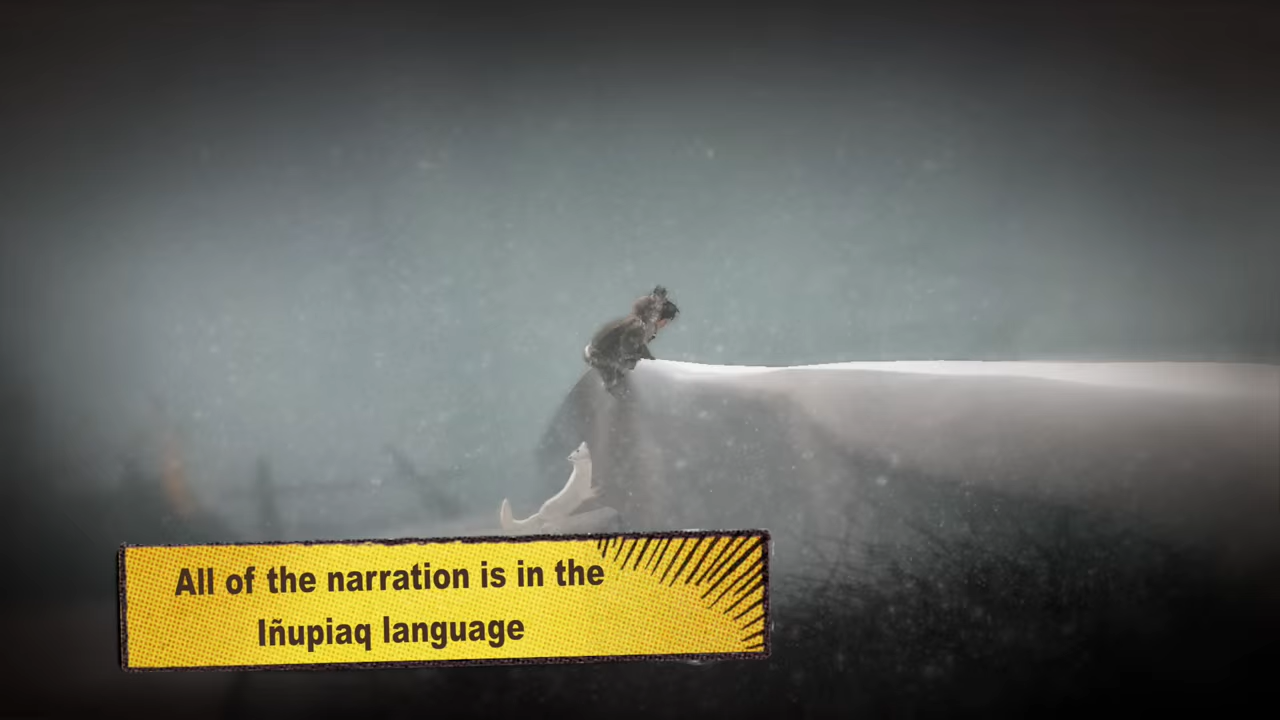 All of the narration is in the
Iñupiaq language